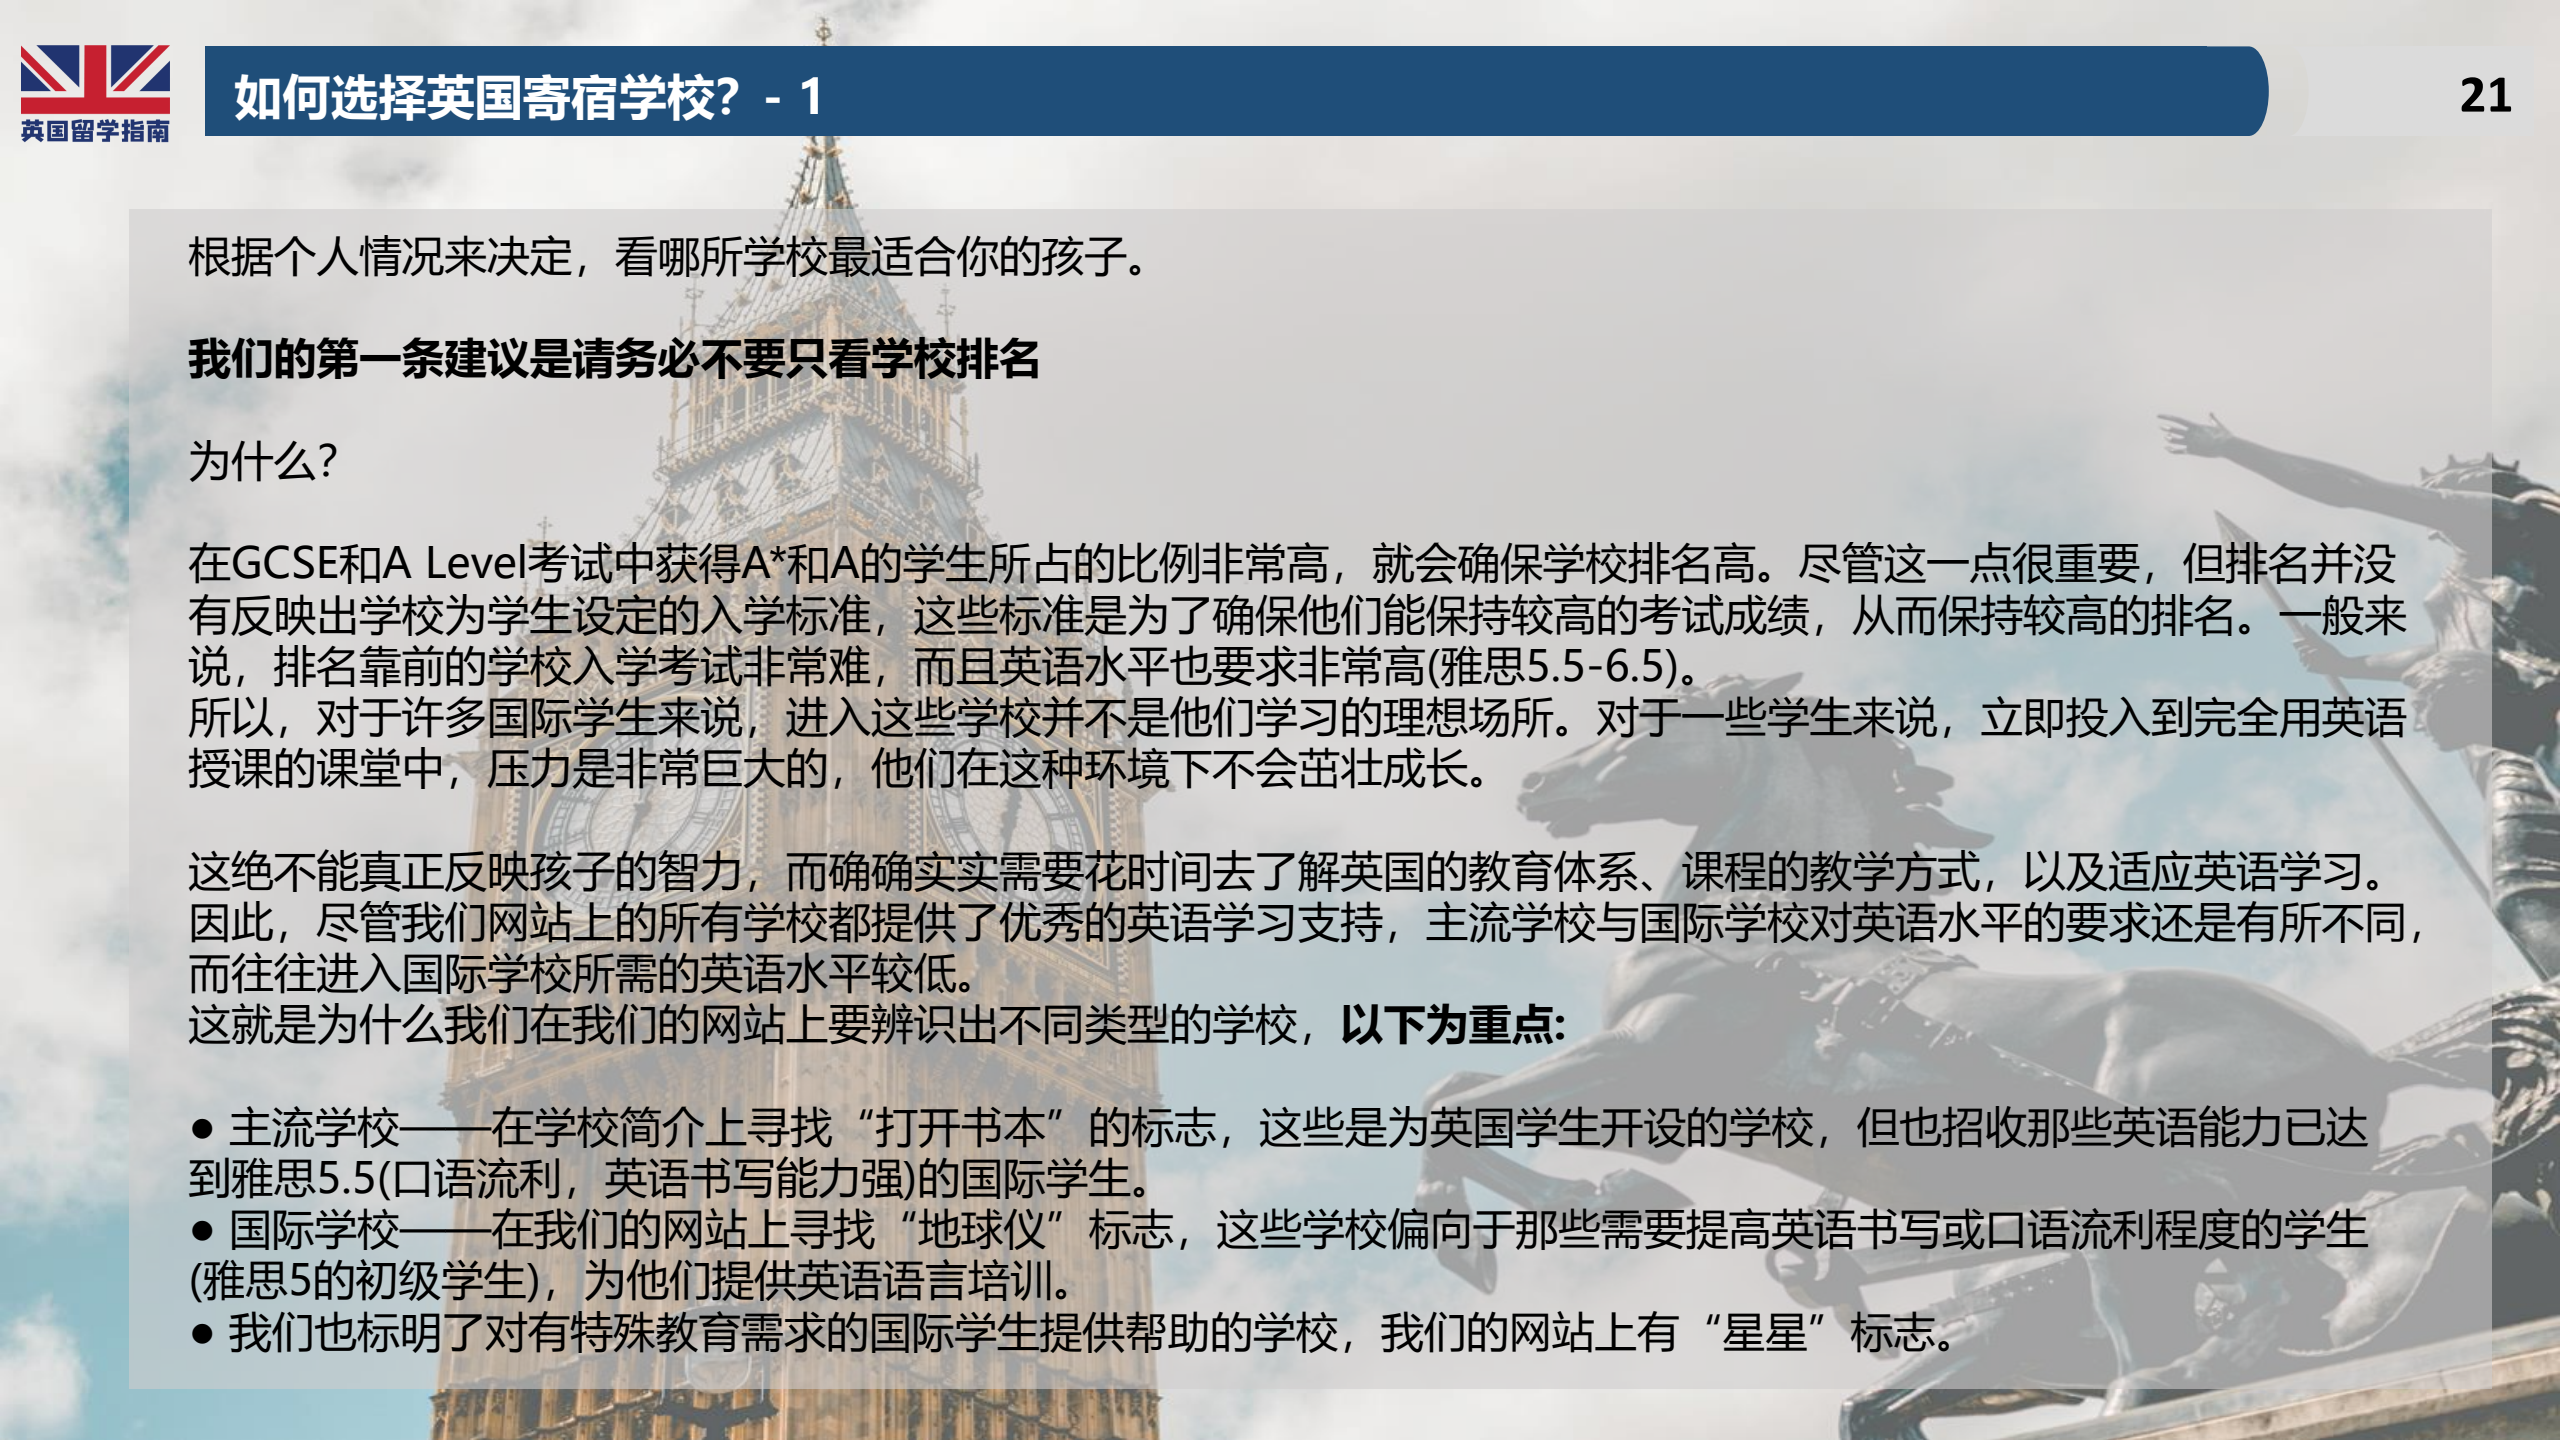 英国留学指南
如何选择英国寄宿学校？- 1
21
根据个人情况来决定，看哪所学校最适合你的孩子。
我们的第一条建议是请务必不要只看学校排名
为什么？
在GCSE和A Level考试中获得A*和A的学生所占的比例非常高，就会确保学校排名高。尽管这一点很重要，但排名并没
有反映出学校为学生设定的入学标准，这些标准是为了确保他们能保持较高的考试成绩，从而保持较高的排名。一般来
说，排名靠前的学校入学考试非常难，而且英语水平也要求非常高(雅思5.5-6.5)。
所以，对于许多国际学生来说，进入这些学校并不是他们学习的理想场所。对于一些学生来说，立即投入到完全用英语
授课的课堂中，压力是非常巨大的，他们在这种环境下不会茁壮成长。
这绝不能真正反映孩子的智力，而确确实实需要花时间去了解英国的教育体系、课程的教学方式，以及适应英语学习。
因此，尽管我们网站上的所有学校都提供了优秀的英语学习支持，主流学校与国际学校对英语水平的要求还是有所不同，
而往往进入国际学校所需的英语水平较低。
这就是为什么我们在我们的网站上要辨识出不同类型的学校，以下为重点:
● 主流学校——在学校简介上寻找“打开书本”的标志，这些是为英国学生开设的学校，但也招收那些英语能力已达
到雅思5.5(口语流利，英语书写能力强)的国际学生。
● 国际学校——在我们的网站上寻找“地球仪”标志，这些学校偏向于那些需要提高英语书写或口语流利程度的学生
(雅思5的初级学生)，为他们提供英语语言培训。
● 我们也标明了对有特殊教育需求的国际学生提供帮助的学校，我们的网站上有“星星”标志。